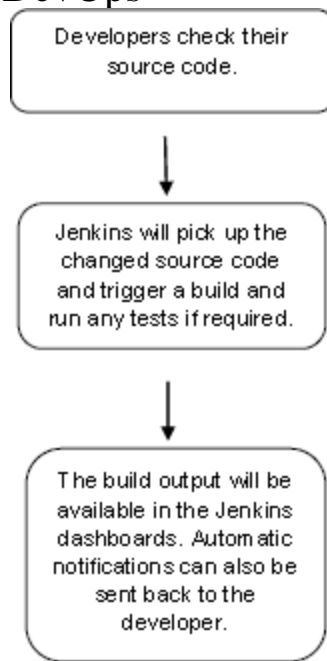 DevOps
Developers check their
source code.
Jenkins will pick up the
changed source code
and trigger a build and
run any tests if required.
The build output will be
available in the Jenkins
dashboards. Automatic
notifications can also be
sent back to the
developer.